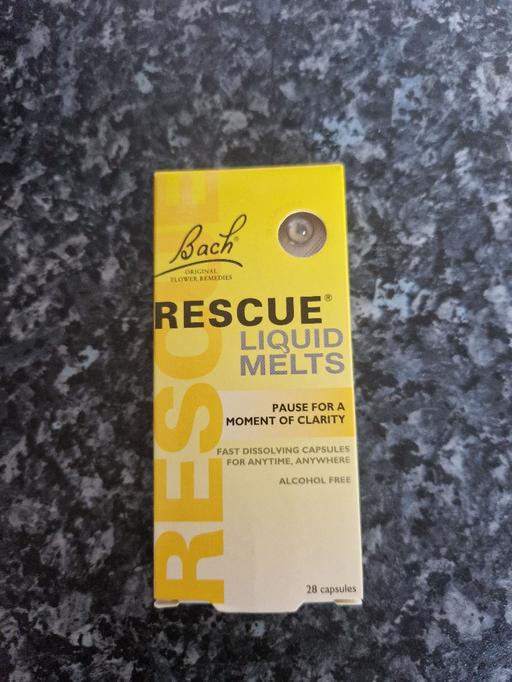 Bach®
ORIGINAL
FLOWER REMEDIES
RESCUE®
LIQUID
MELTS
PAUSE FOR A
MOMENT OF CLARITY
FAST DISSOLVING CAPSULES
FOR ANYTIME, ANYWHERE
ALCOHOL FREE
28 capsules
RESCUE